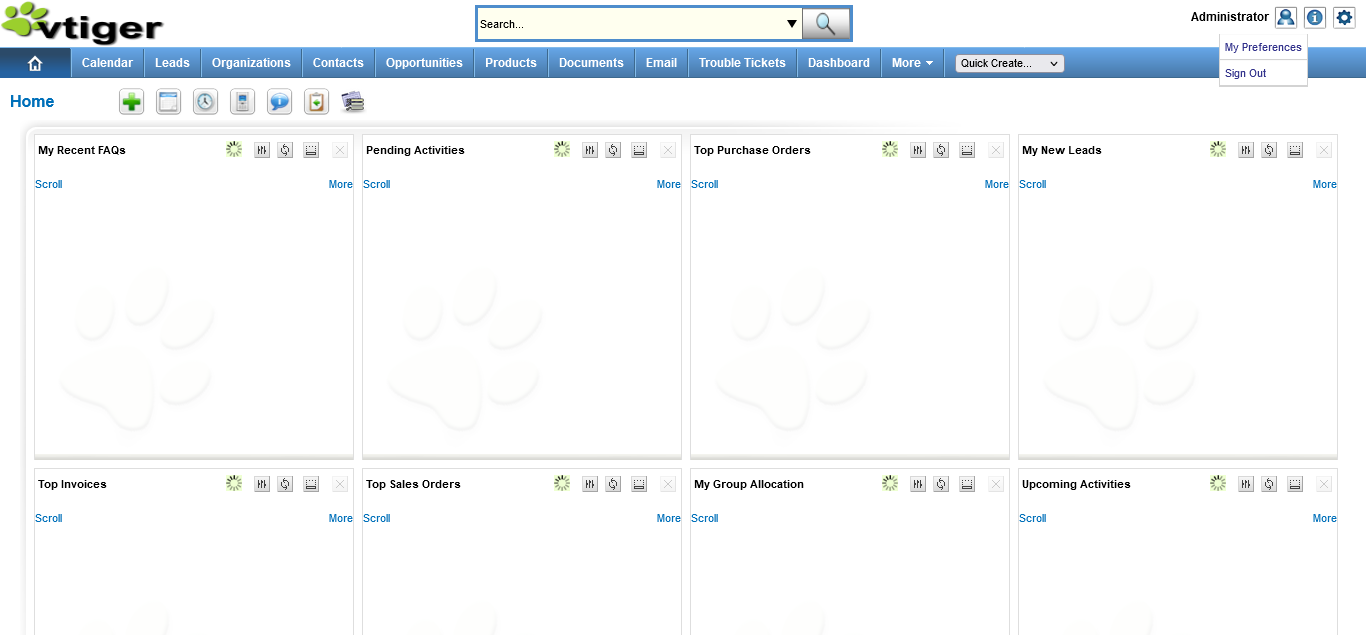 vtiger
Search...
Administrator
My Preferences
Sign Out
Calendar Leads Organizations Contacts Opportunities Products Documents Email Trouble Tickets Dashboard More Quick Create...
Home
My Recent FAQs
Scroll More
Pending Activities
Scroll More
Top Purchase Orders
Scroll More
My New Leads
Scroll More
Top Invoices
Scroll More
Top Sales Orders
Scroll More
My Group Allocation
Scroll
Upcoming Activities
Scroll More